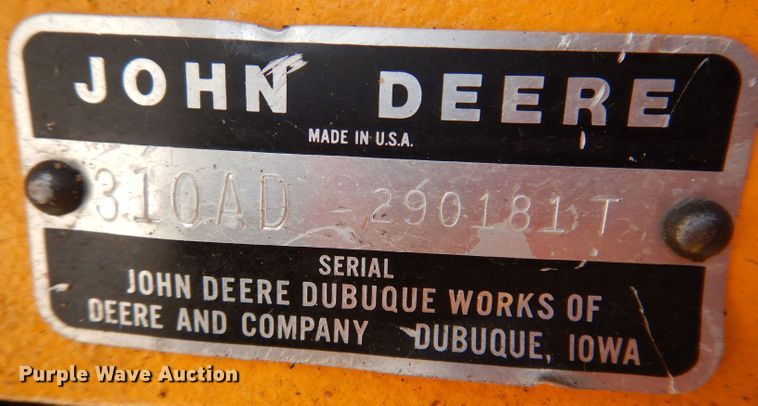 JOHN DEERE
MADE IN U.S.A.
310AD 290181T
SERIAL
JOHN DEERE DUBUQUE WORKS OF
DEERE AND COMPANY DUBUQUE, IOWA
Purple Wave Auction